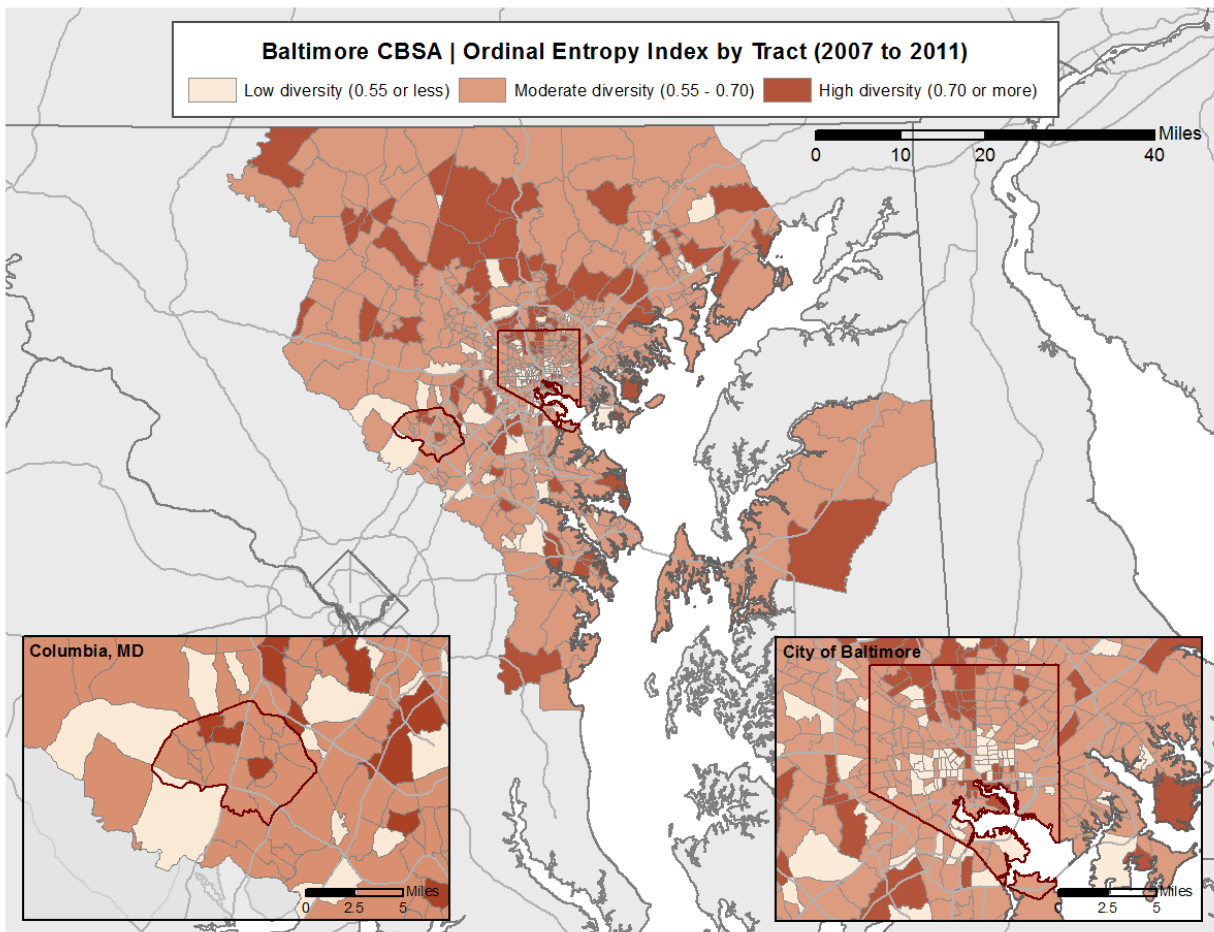 Baltimore CBSA | Ordinal Entropy Index by Tract (2007 to 2011)
Low diversity (0.55 or less) Moderate diversity (0.55 - 0.70) High diversity (0.70 or more)
Miles
0 10 20 40
Columbia, MD
Miles
0 2.5 5
City of Baltimore
Miles
2.5 5